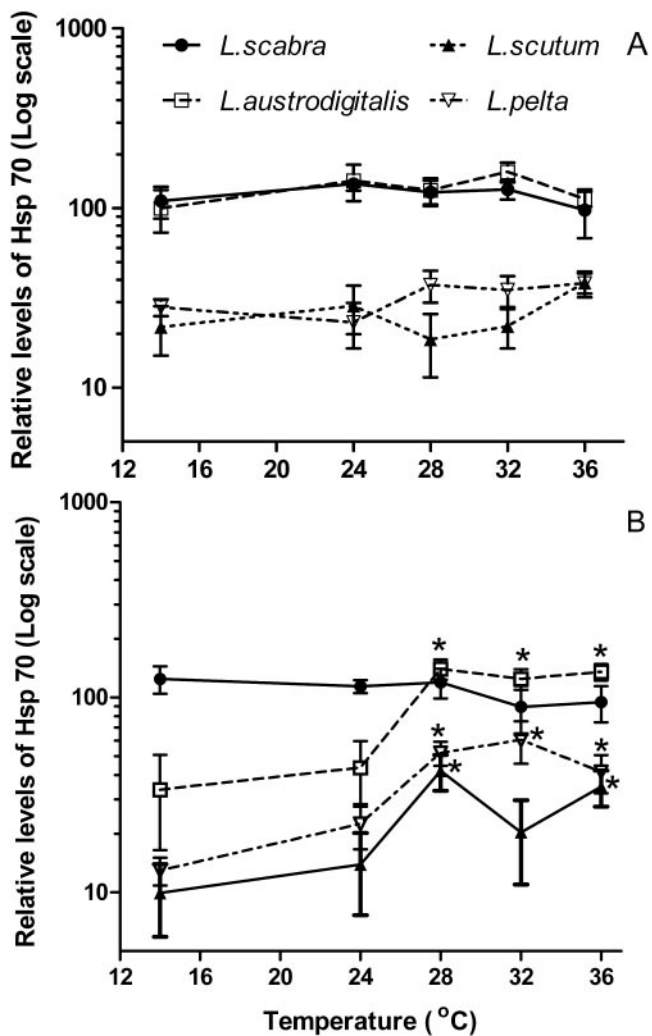 1000
L.scabra
L.scutum
A
L.austrodigitalis
L.pelta
100
10
Relative levels of Hsp 70 (Log scale)
12 16 20 24 28 32 36
1000
B
* * *
100
* * *
* *
10
Relative levels of Hsp 70 (Log scale)
12 16 20 24 28 32 36
Temperature ( °C)